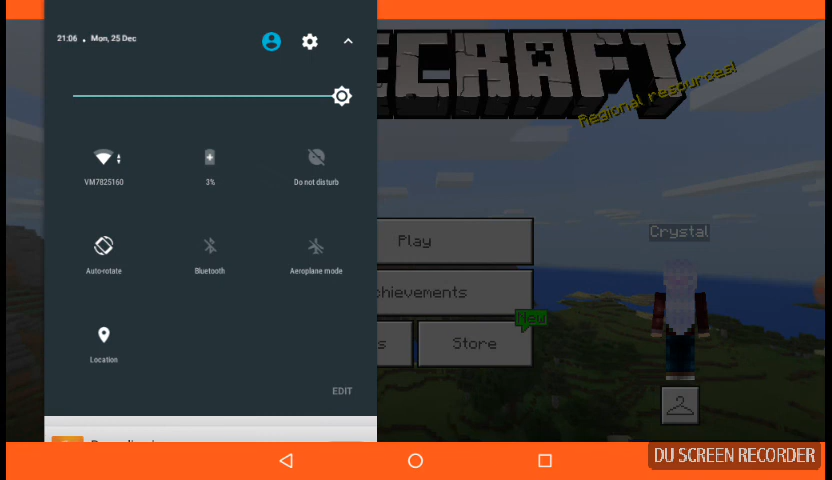 21:06 . Mon, 25 Dec
ECRAFT
Regional resources!
VM7825160
3%
Do not disturb
Play
Crystal
Auto-rotate
Bluetooth
Aeroplane mode
chievements
New
s
Store
Location
EDIT
DU SCREEN RECORDER